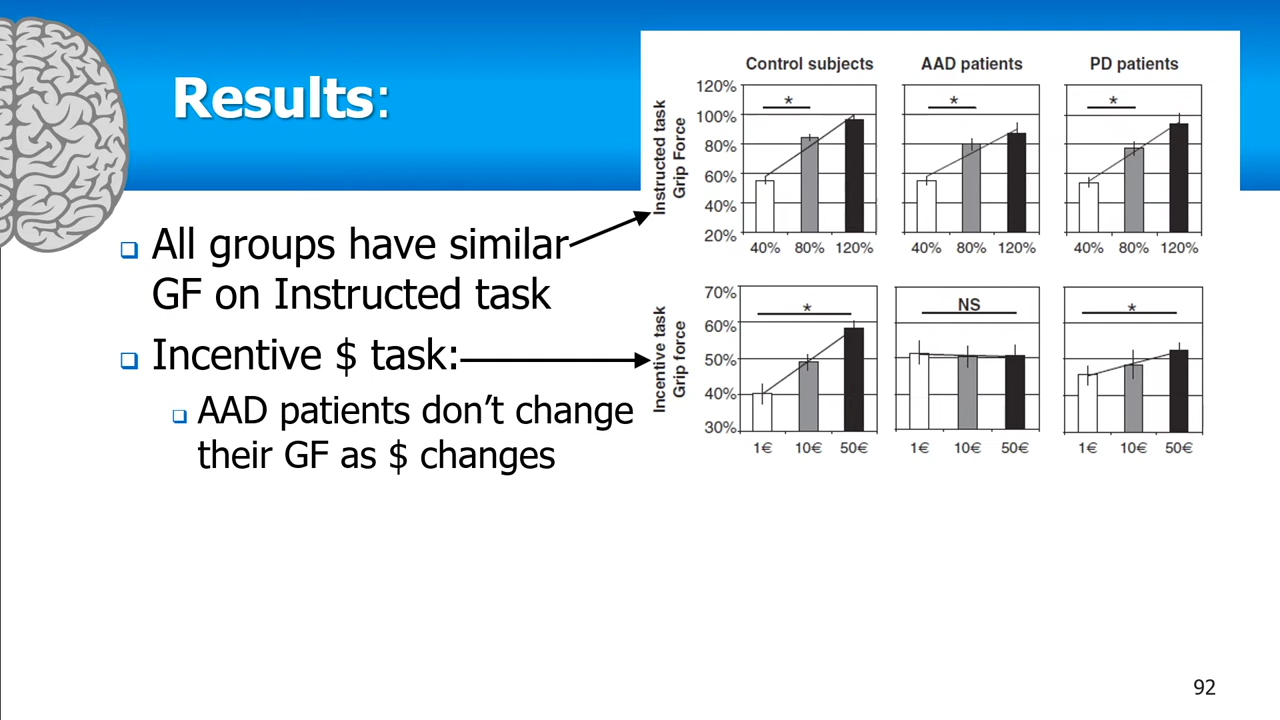 Results:
All groups have similar
GF on Instructed task
Incentive $ task:
AAD patients don’t change
their GF as $ changes
Control subjects AAD patients PD patients
Instructed task
Grip Force
120%
100%
80%
60%
40%
20%
* * *
40% 80% 120% 40% 80% 120% 40% 80% 120%
Incentive task
Grip force
70%
60%
50%
40%
30%
* NS *
1€ 10€ 50€ 1€ 10€ 50€ 1€ 10€ 50€
92